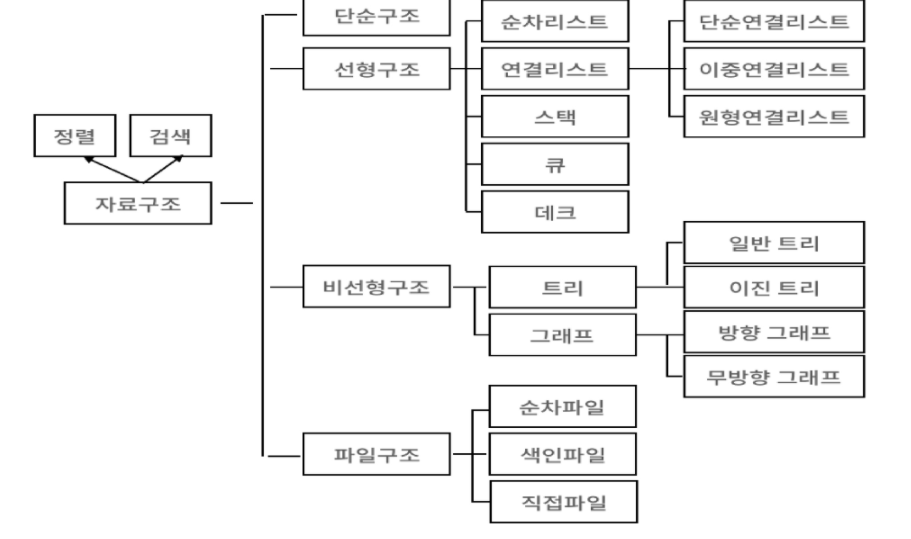 단순구조
순차리스트
단순연결리스트
선형구조
연결리스트
이중연결리스트
스택
원형연결리스트
정렬
검색
큐
자료구조
데크
일반 트리
비선형구조
트리
이진 트리
그래프
방향 그래프
무방향 그래프
순차파일
파일구조
색인파일
직접파일